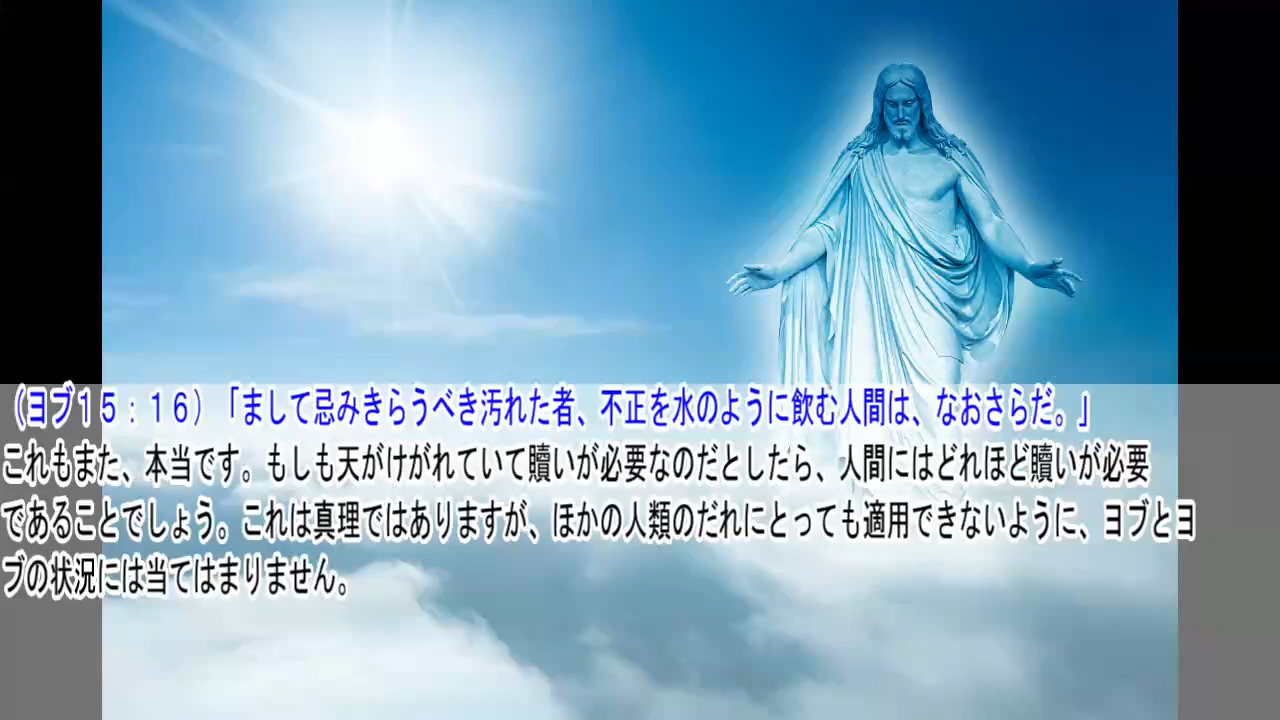 （ヨブ１５：１６）「まして忌みきらうべき汚れた者、不正を水のように飲む人間は、なおさらだ。」
これもまた、本当です。もしも天がけがれていて贖いが必要なのだとしたら、人間にはどれほど贖いが必要
であることでしょう。これは真理ではありますが、ほかの人類のだれにとっても適用できないように、ヨブとヨ
ブの状況には当てはまりません。